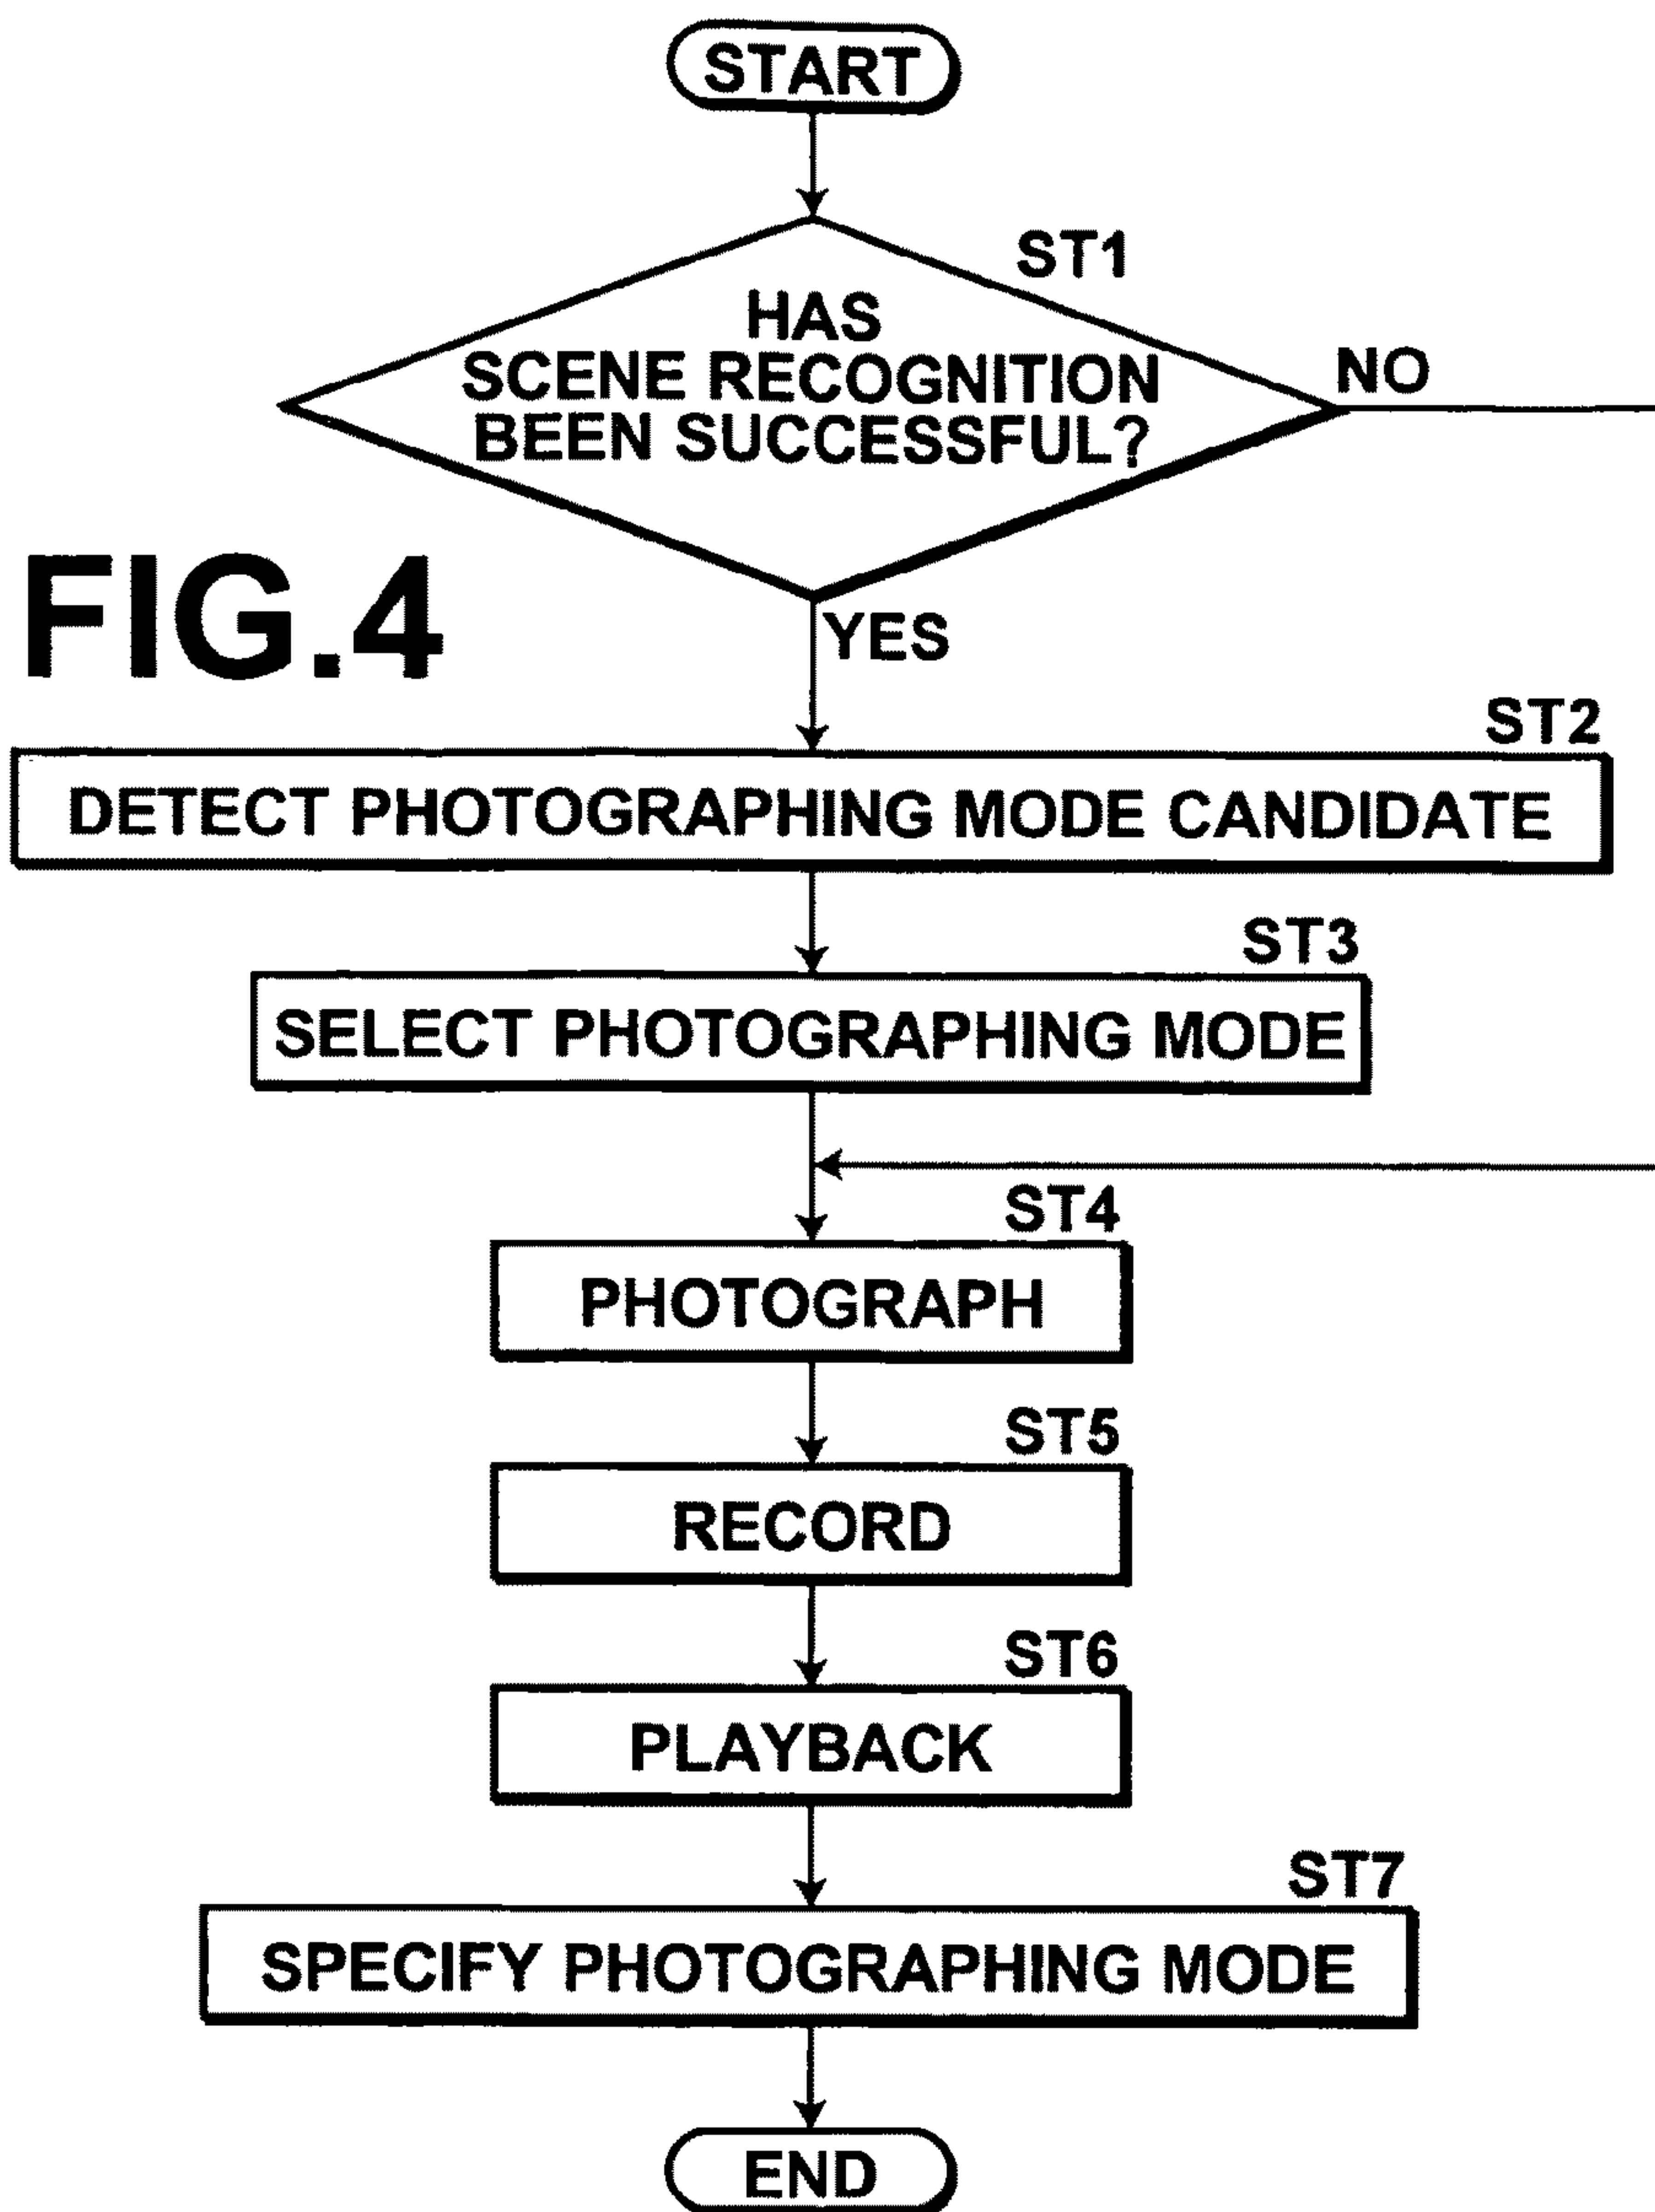 START
ST1
HAS
SCENE RECOGNITION
BEEN SUCCESSFUL?
NO
FIG.4
YES
ST2
DETECT PHOTOGRAPHING MODE CANDIDATE
ST3
SELECT PHOTOGRAPHING MODE
ST4
PHOTOGRAPH
ST5
RECORD
ST6
PLAYBACK
ST7
SPECIFY PHOTOGRAPHING MODE
END